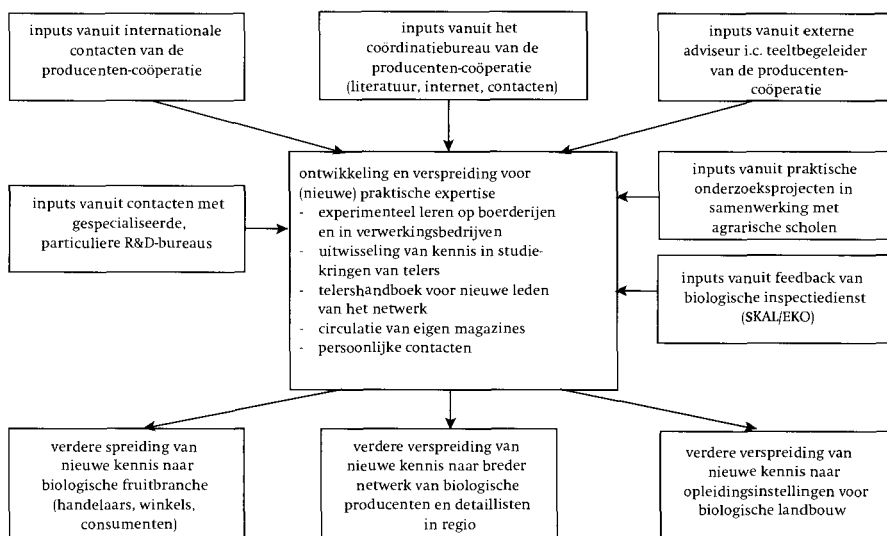 inputs vanuit internationale
contacten van de
producenten-coöperatie
inputs vanuit het
coördinatiebureau van de
producenten-coöperatie
(literatuur, internet, contacten)
inputs vanuit externe
adviseur i.c. teeltbegeleider
van de producenten-
coöperatie
inputs vanuit contacten met
gespecialiseerde,
particuliere R&D-bureaus
ontwikkeling en verspreiding voor
(nieuwe) praktische expertise
- experimenteel leren op boerderijen
en in verwerkingsbedrijven
- uitwisseling van kennis in studie-
kringen van telers
- telershandboek voor nieuwe leden
van het netwerk
- circulatie van eigen magazines
- persoonlijke contacten
inputs vanuit praktische
onderzoeksprojecten in
samenwerking met
agrarische scholen
inputs vanuit feedback van
biologische inspectiedienst
(SKAL/EKO)
verdere spreiding van
nieuwe kennis naar
biologische fruitbranche
(handelaars, winkels,
consumenten)
verdere verspreiding van
nieuwe kennis naar breder
netwerk van biologische
producenten en detaillisten
in regio
verdere verspreiding van
nieuwe kennis naar
opleidingsinstellingen voor
biologische landbouw